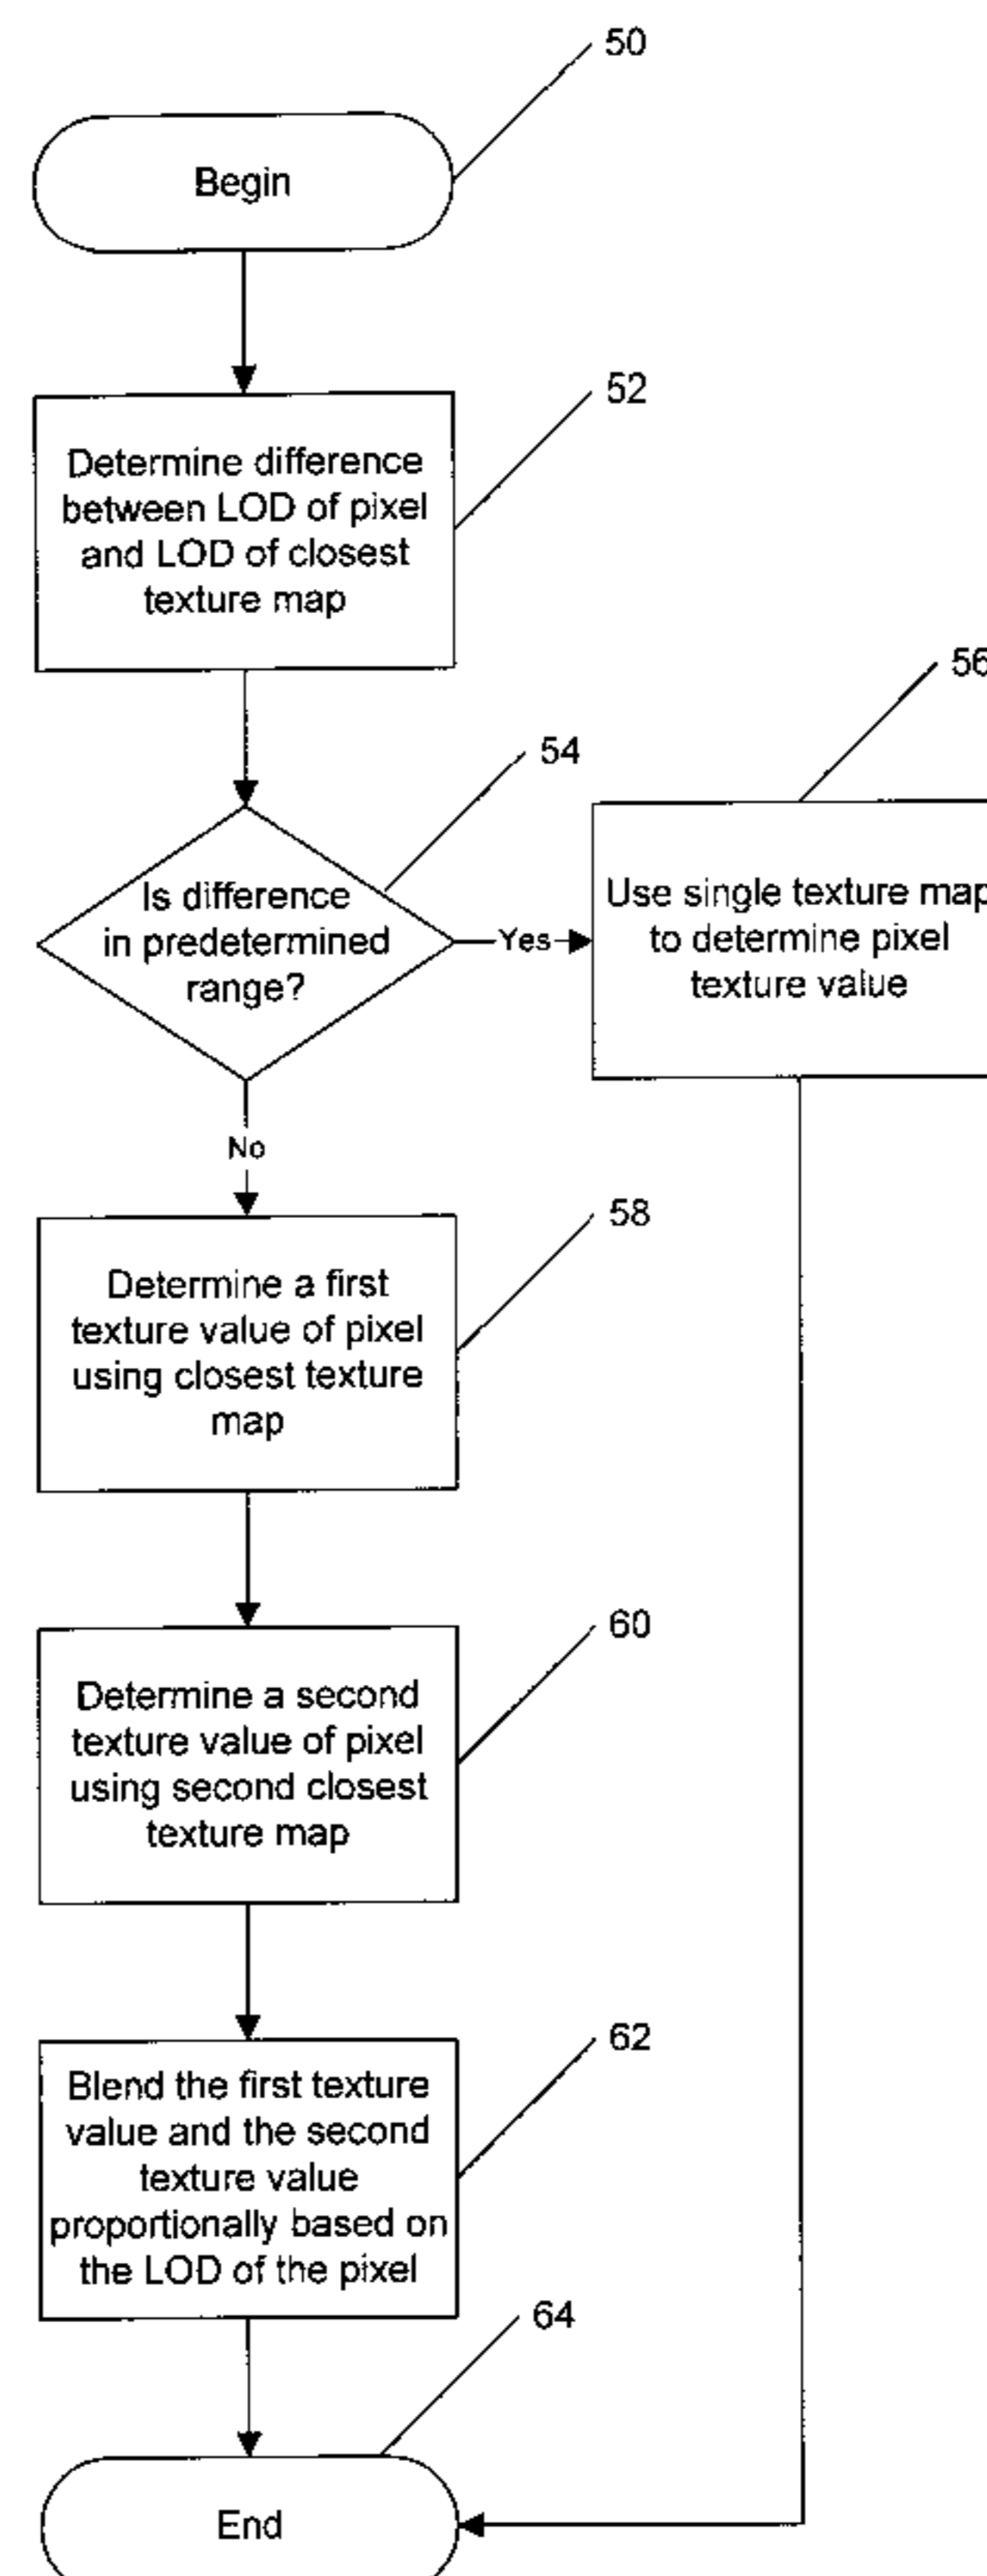 50
Begin
52
Determine difference
between LOD of pixel
and LOD of closest
texture map
56
54
Is difference
in predetermined
range?
Yes
Use single texture map
to determine pixel
texture value
No
58
Determine a first
texture value of pixel
using closest texture
map
60
Determine a second
texture value of pixel
using second closest
texture map
62
Blend the first texture
value and the second
texture value
proportionally based on
the LOD of the pixel
64
End